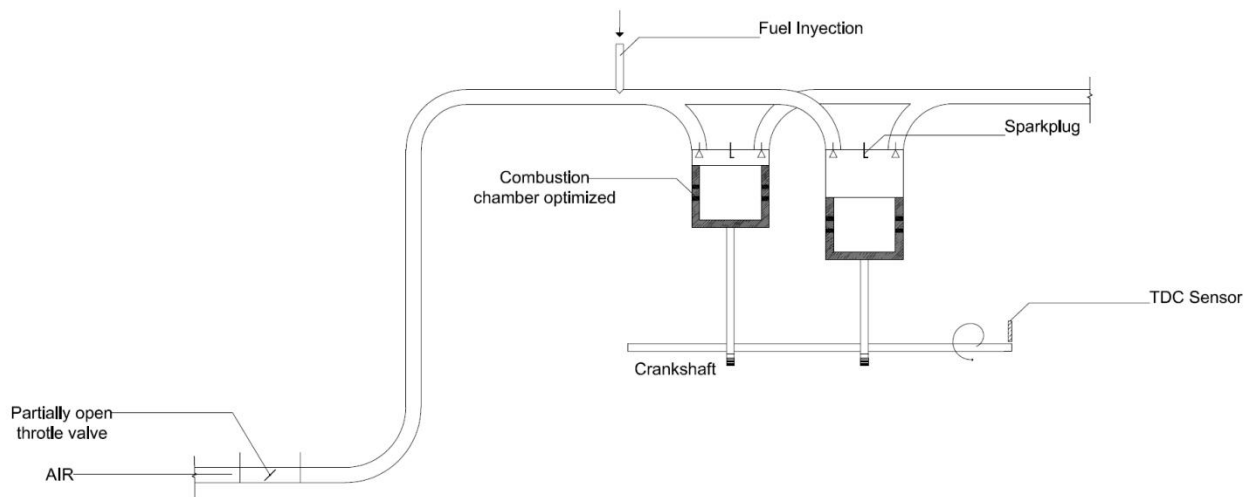 Fuel Inyection
Sparkplug
Combustion
chamber optimized
TDC Sensor
Crankshaft
Partially open
throtle valve
AIR